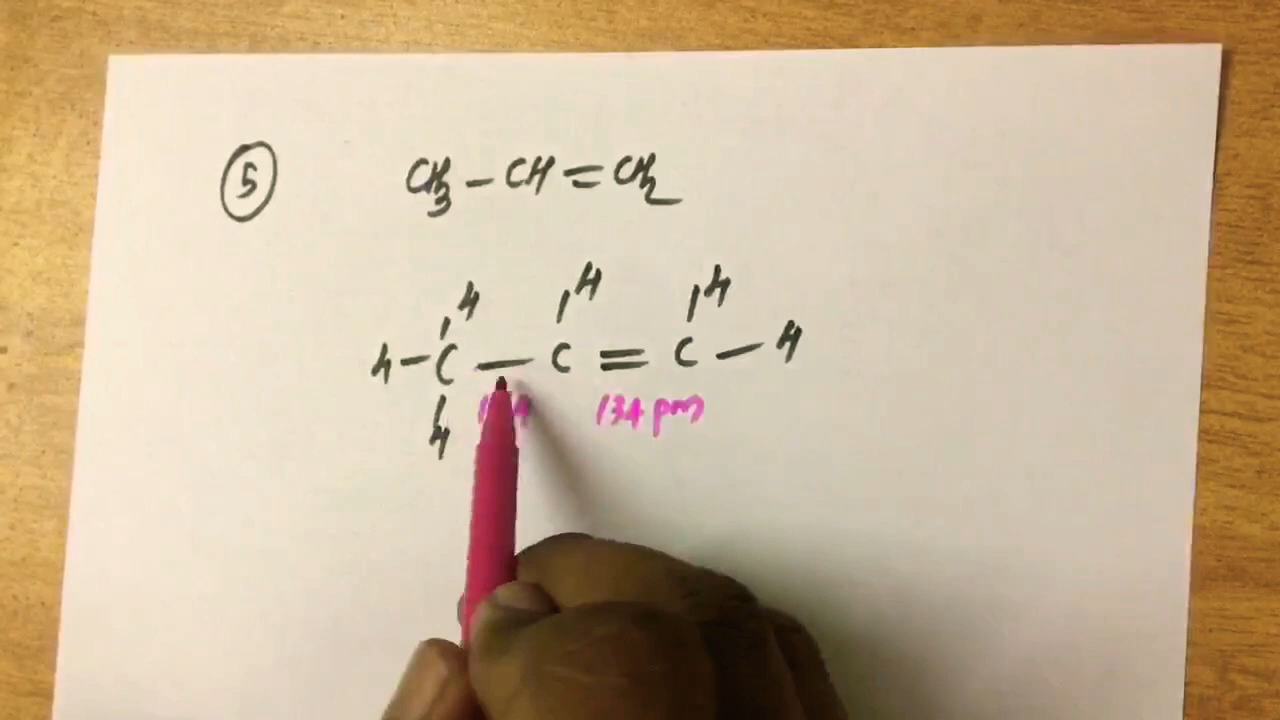 5 CH3 – CH = CH2
H H H
H – C – C = C – H
134 pm
H